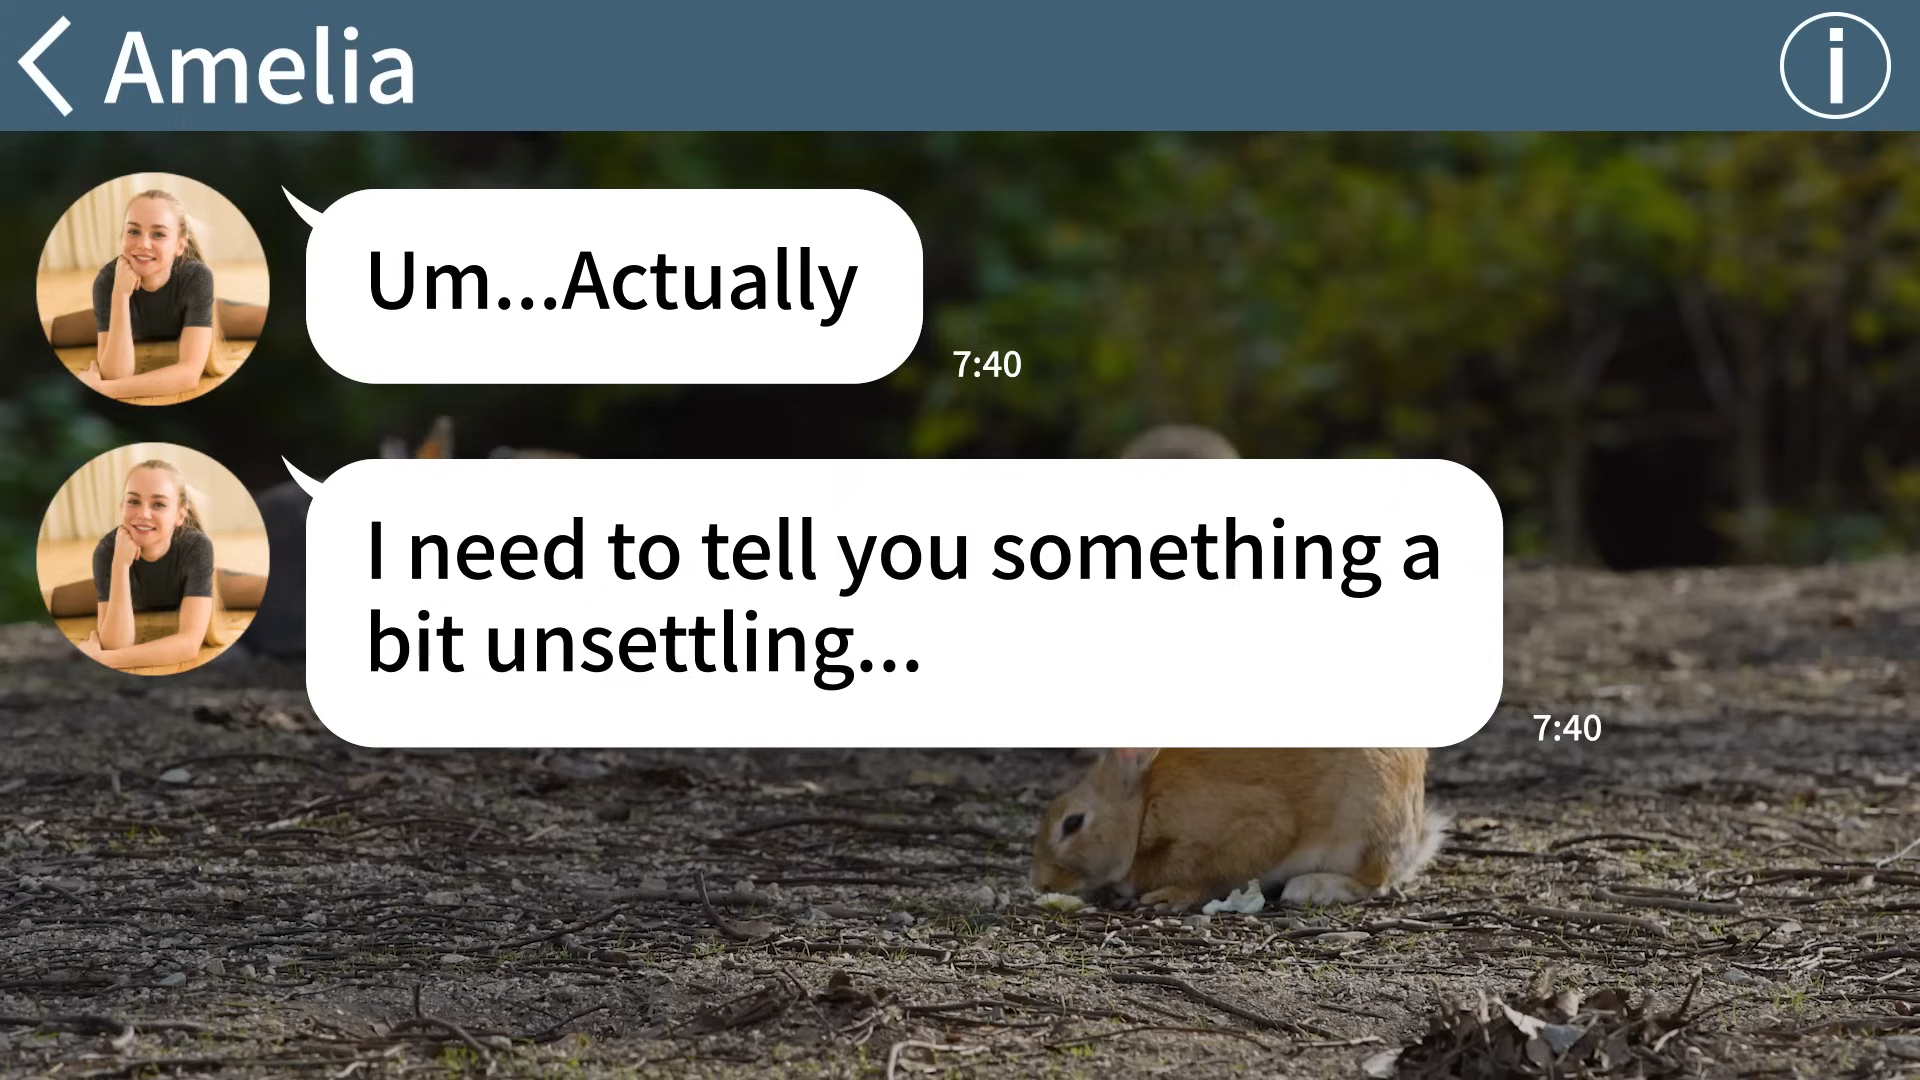 Amelia
Um...Actually
7:40
I need to tell you something a
bit unsettling...
7:40